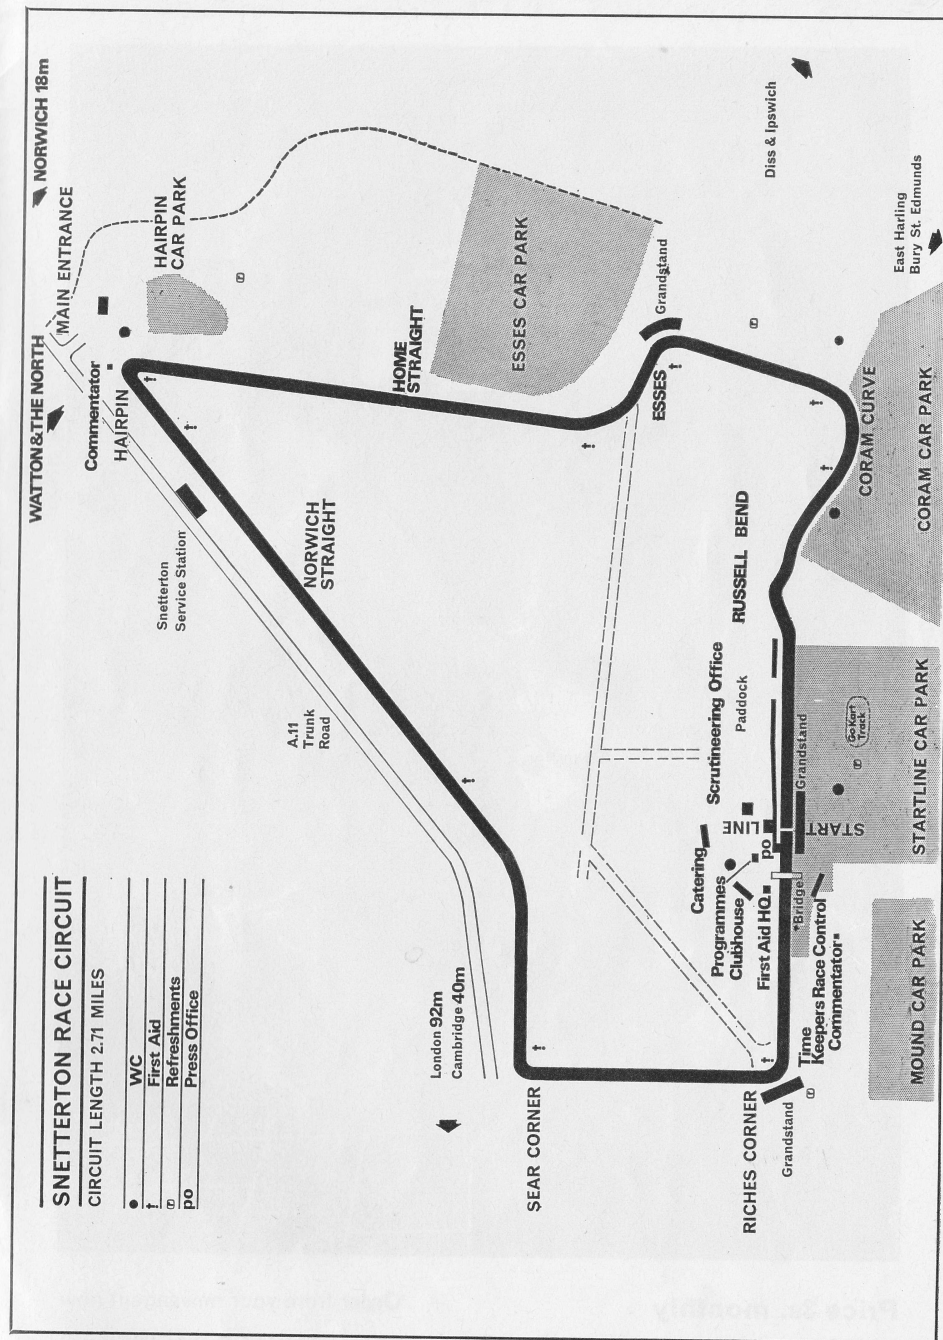 SNETTERTON RACE CIRCUIT
CIRCUIT LENGTH 2.71 MILES
WC
First Aid
Refreshments
po Press Office
WATTON & THE NORTH
NORWICH 18m
MAIN ENTRANCE
Commentator
HAIRPIN
HAIRPIN
CAR PARK
Snetterton
Service Station
NORWICH
STRAIGHT
A.11
Trunk
Road
HOME
STRAIGHT
ESSES CAR PARK
Grandstand
ESSES
Diss & Ipswich
East Harling
Bury St. Edmunds
London 92m
Cambridge 40m
SEAR CORNER
RICHES CORNER
Grandstand
RUSSELL BEND
CORAM CURVE
CORAM CAR PARK
Scrutineering Office
Paddock
Catering
Programmes
Clubhouse
First Aid HQ
po
START
LINE
Grandstand
GoKart
Track
STARTLINE CAR PARK
*Bridge
Time
Keepers Race Control
Commentator
MOUND CAR PARK
Price 3s. monthly